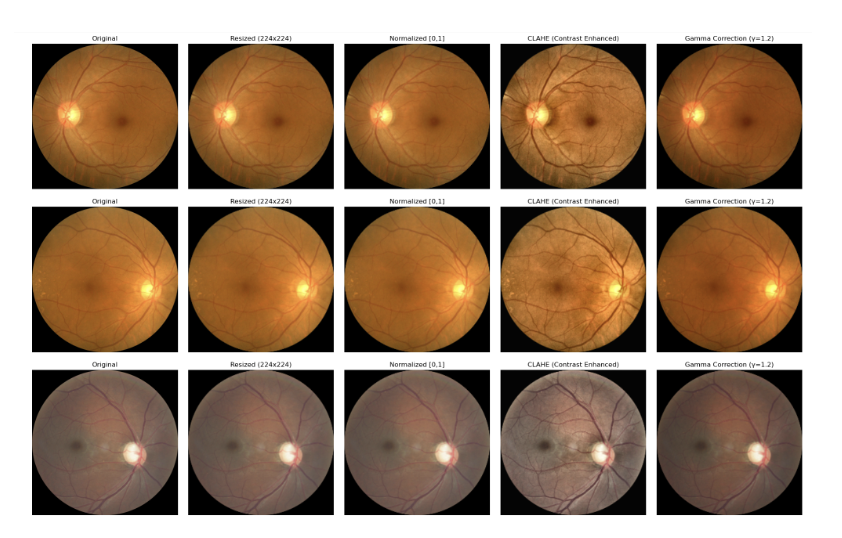 Original Resized (224x224) Normalized [0,1] CLAHE (Contrast Enhanced) Gamma Correction (γ=1.2)
Original Resized (224x224) Normalized [0,1] CLAHE (Contrast Enhanced) Gamma Correction (γ=1.2)
Original Resized (224x224) Normalized [0,1] CLAHE (Contrast Enhanced) Gamma Correction (γ=1.2)